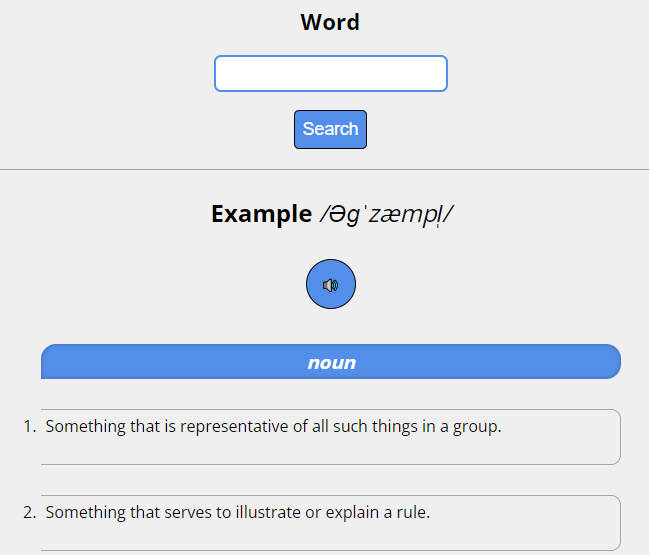 Word
Search
Example /Əɡˈzæmpl̩/
noun
1. Something that is representative of all such things in a group.
2. Something that serves to illustrate or explain a rule.